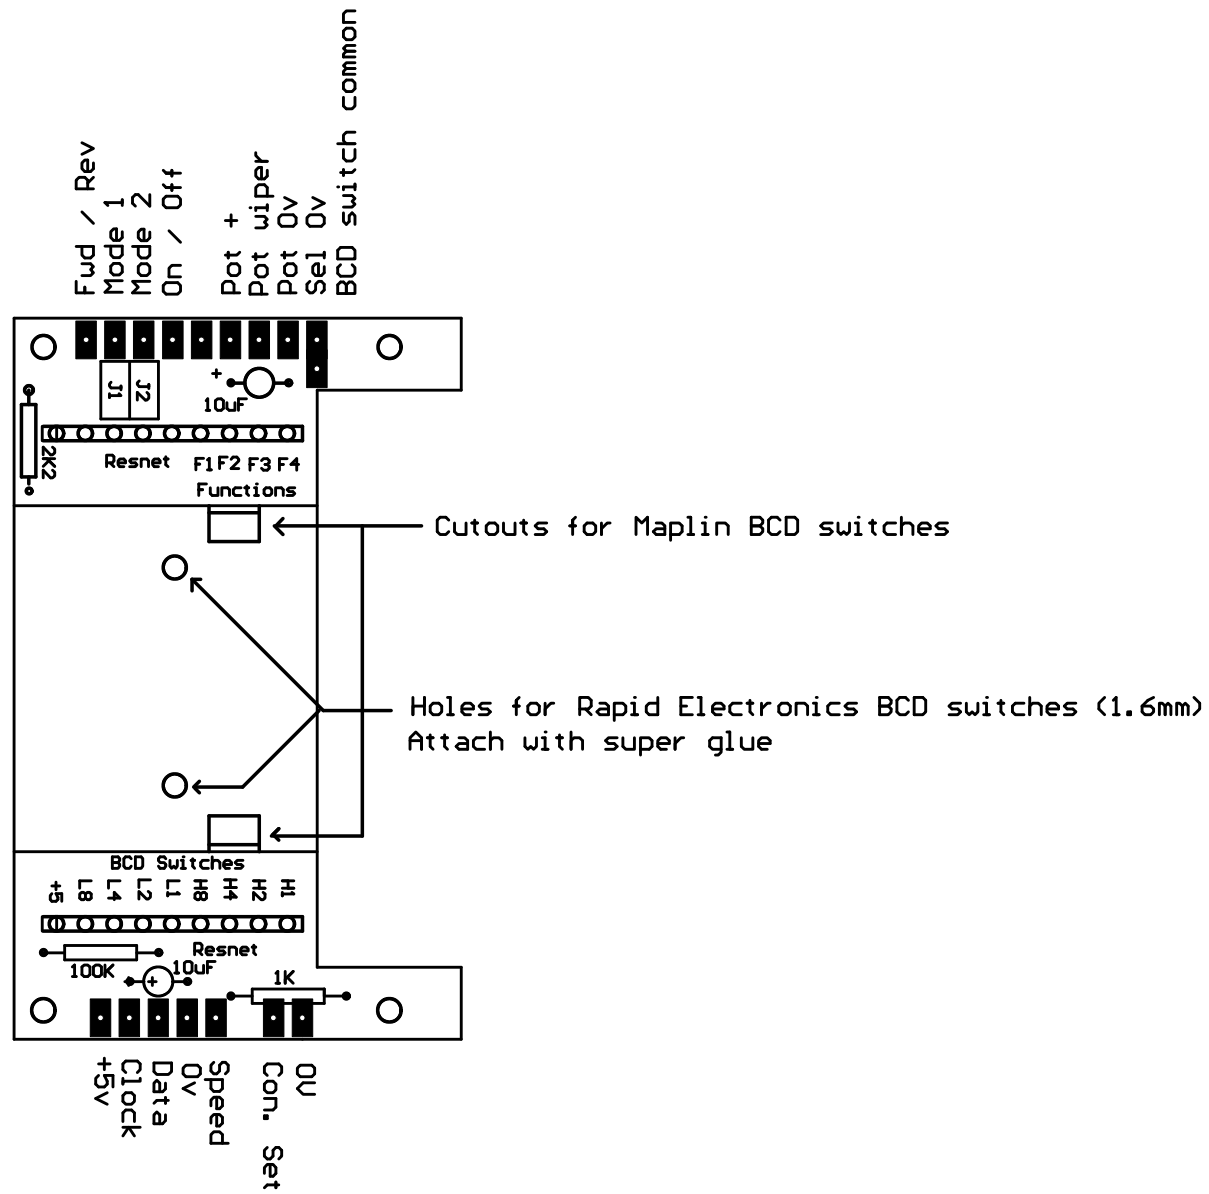 Fwd / Rev
Mode 1
Mode 2
On / Off
Pot +
Pot wiper
Pot 0v
Sel 0v
BCD switch common
J1
J2
+
10uF
2K2
Resnet
F1 F2 F3 F4
Functions
Cutouts for Maplin BCD switches
Holes for Rapid Electronics BCD switches (1.6mm)
Attach with super glue
BCD Switches
+5 L8 L4 L2 L1 H8 H4 H2 H1
Resnet
100K
+
10uF
1K
+5v
Clock
Data
0v
Speed
Con. Set
0V